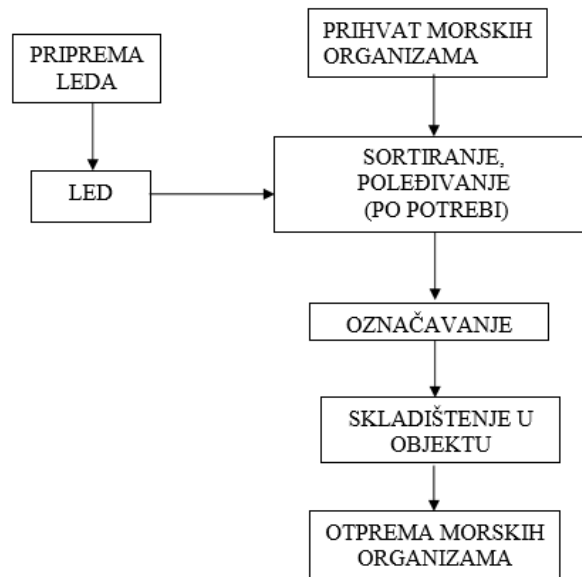 PRIPREMA
LEDA
PRIHVAT MORSKIH
ORGANIZAMA
LED
SORTIRANJE,
POLEĐIVANJE
(PO POTREBI)
OZNAČAVANJE
SKLADIŠTENJE U
OBJEKTU
OTPREMA MORSKIH
ORGANIZAMA